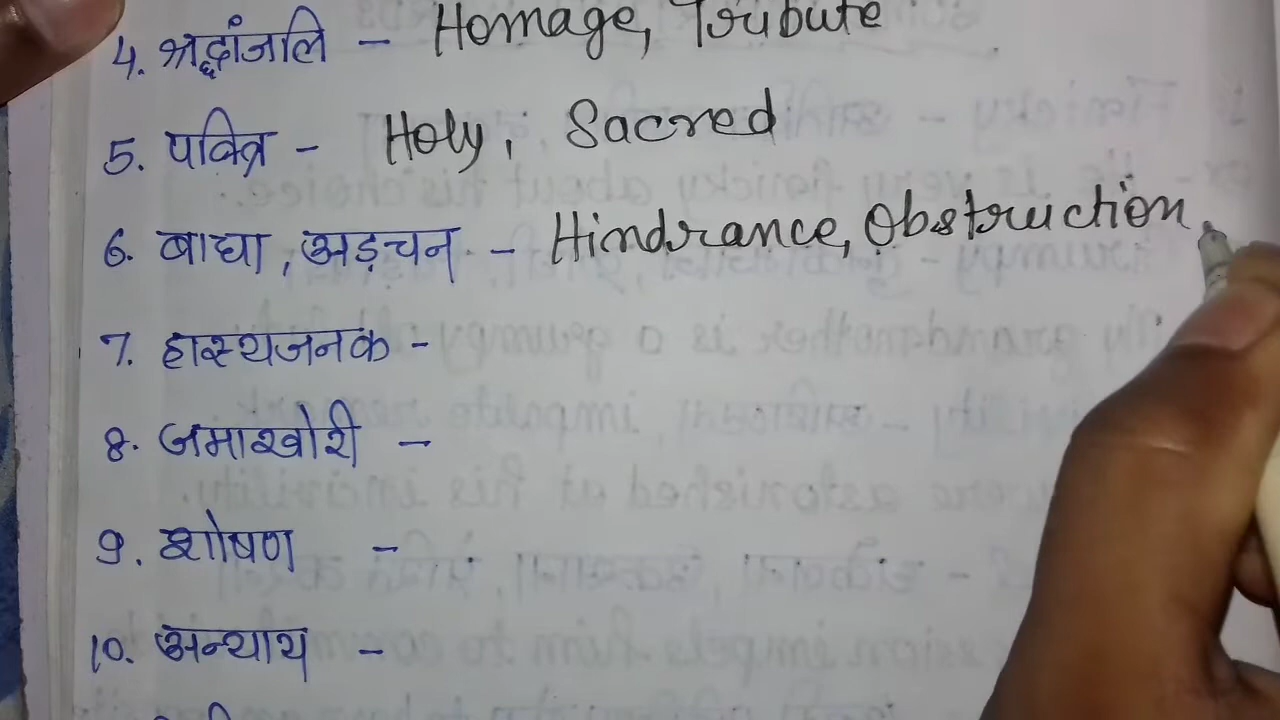 4. श्रद्धांजलि - Homage, Tribute
5. पवित्र - Holy, Sacred
6. बाधा, अड़चन - Hindrance, Obstruction
7. हास्यजनक -
8. जमाखोरी -
9. शोषण -
10. अन्याय -